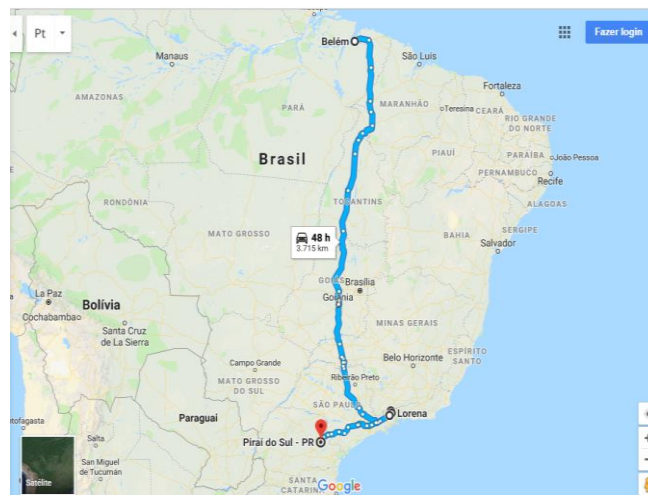 Pt
Fazer login
Belém
Manaus
São Luís
Fortaleza
AMAZONAS
PARÁ
MARANHÃO
Teresina
CEARÁ
RIO GRANDE
DO NORTE
Brasil
PIAUÍ
PARAÍBA
João Pessoa
PERNAMBUCO
Recife
TOCANTINS
ALAGOAS
RONDÔNIA
MATO GROSSO
48 h
3.715 km
BAHIA
SERGIPE
Salvador
GOIÁS
Brasília
Goiânia
La Paz
Bolívia
Cochabamba
Santa Cruz
de La Sierra
MINAS GERAIS
Belo Horizonte
ESPÍRITO
SANTO
Campo Grande
MATO GROSSO
DO SUL
Ribeirão Preto
SÃO PAULO
Lorena
Paraguai
Piraí do Sul - PR
Salta
San Miguel
de Tucumán
Satélite
SANTA
CATARINA
Google